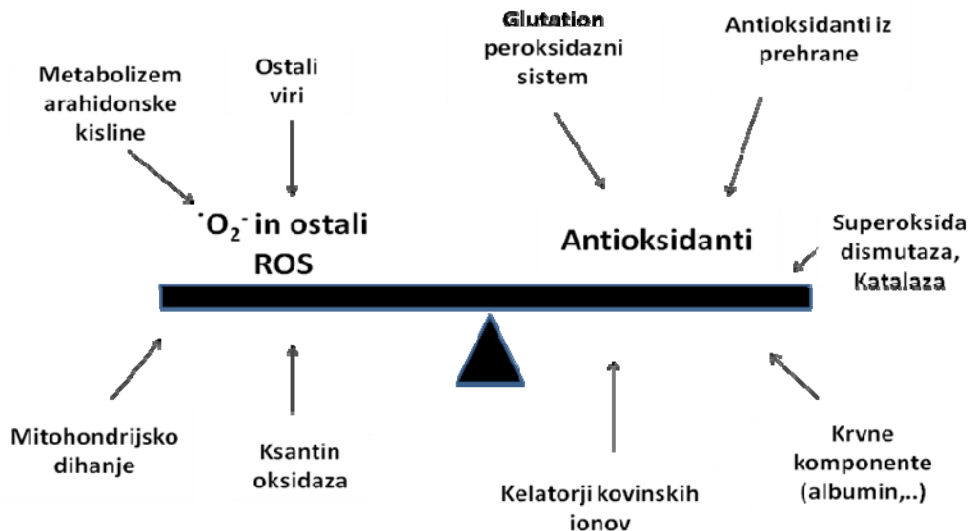 Metabolizem
arahidonske
kisline
Ostali
viri
Glutation
peroksidazni
sistem
Antioksidanti iz
prehrane
˙O₂⁻ in ostali
ROS
Antioksidanti
Superoksida
dismutaza,
Katalaza
Mitohondrijsko
dihanje
Ksantin
oksidaza
Kelatorji kovinskih
ionov
Krvne
komponente
(albumin,..)